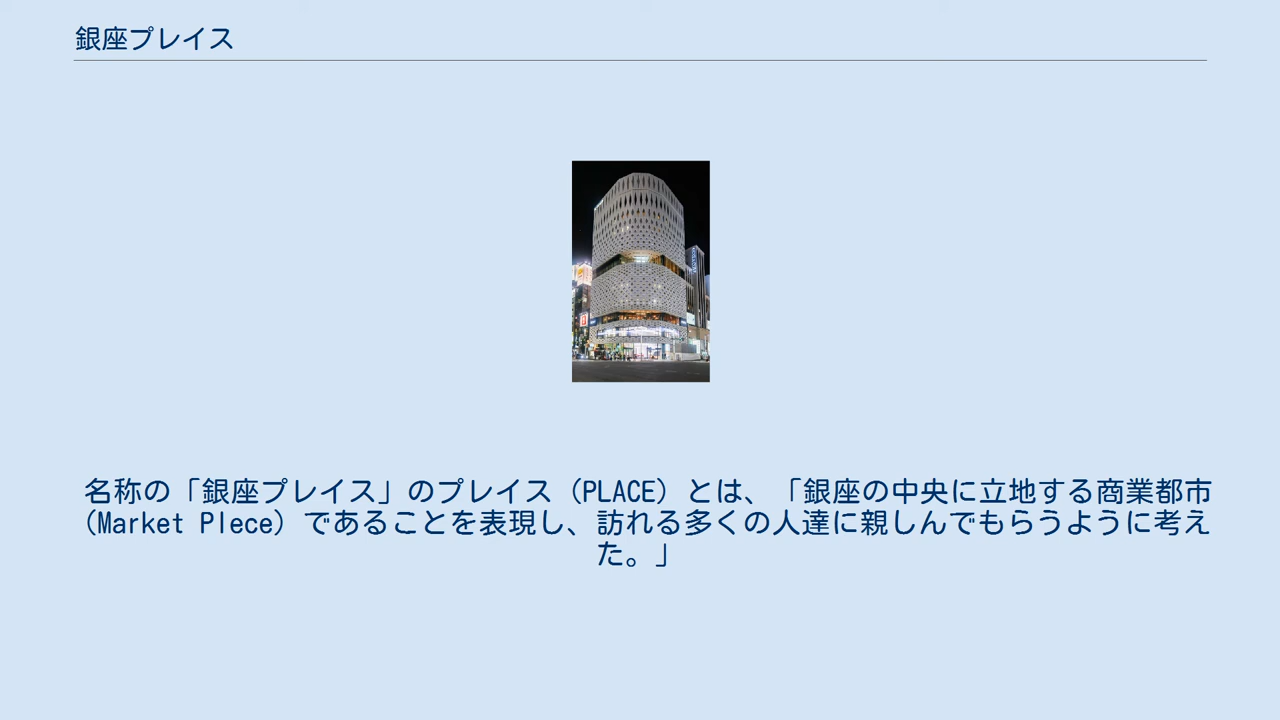 銀座プレイス
名称の「銀座プレイス」のプレイス（PLACE）とは、「銀座の中央に立地する商業都市
（Market Plece）であることを表現し、訪れる多くの人達に親しんでもらうように考え
た。」